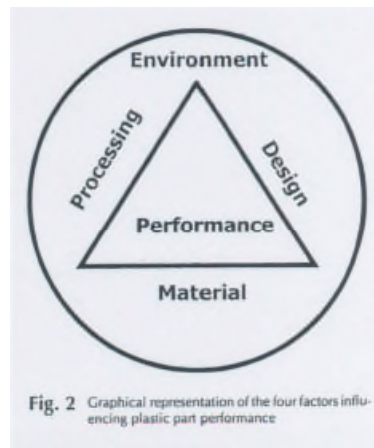 Environment
Processing
Design
Performance
Material
Fig. 2 Graphical representation of the four factors influ-
encing plastic part performance